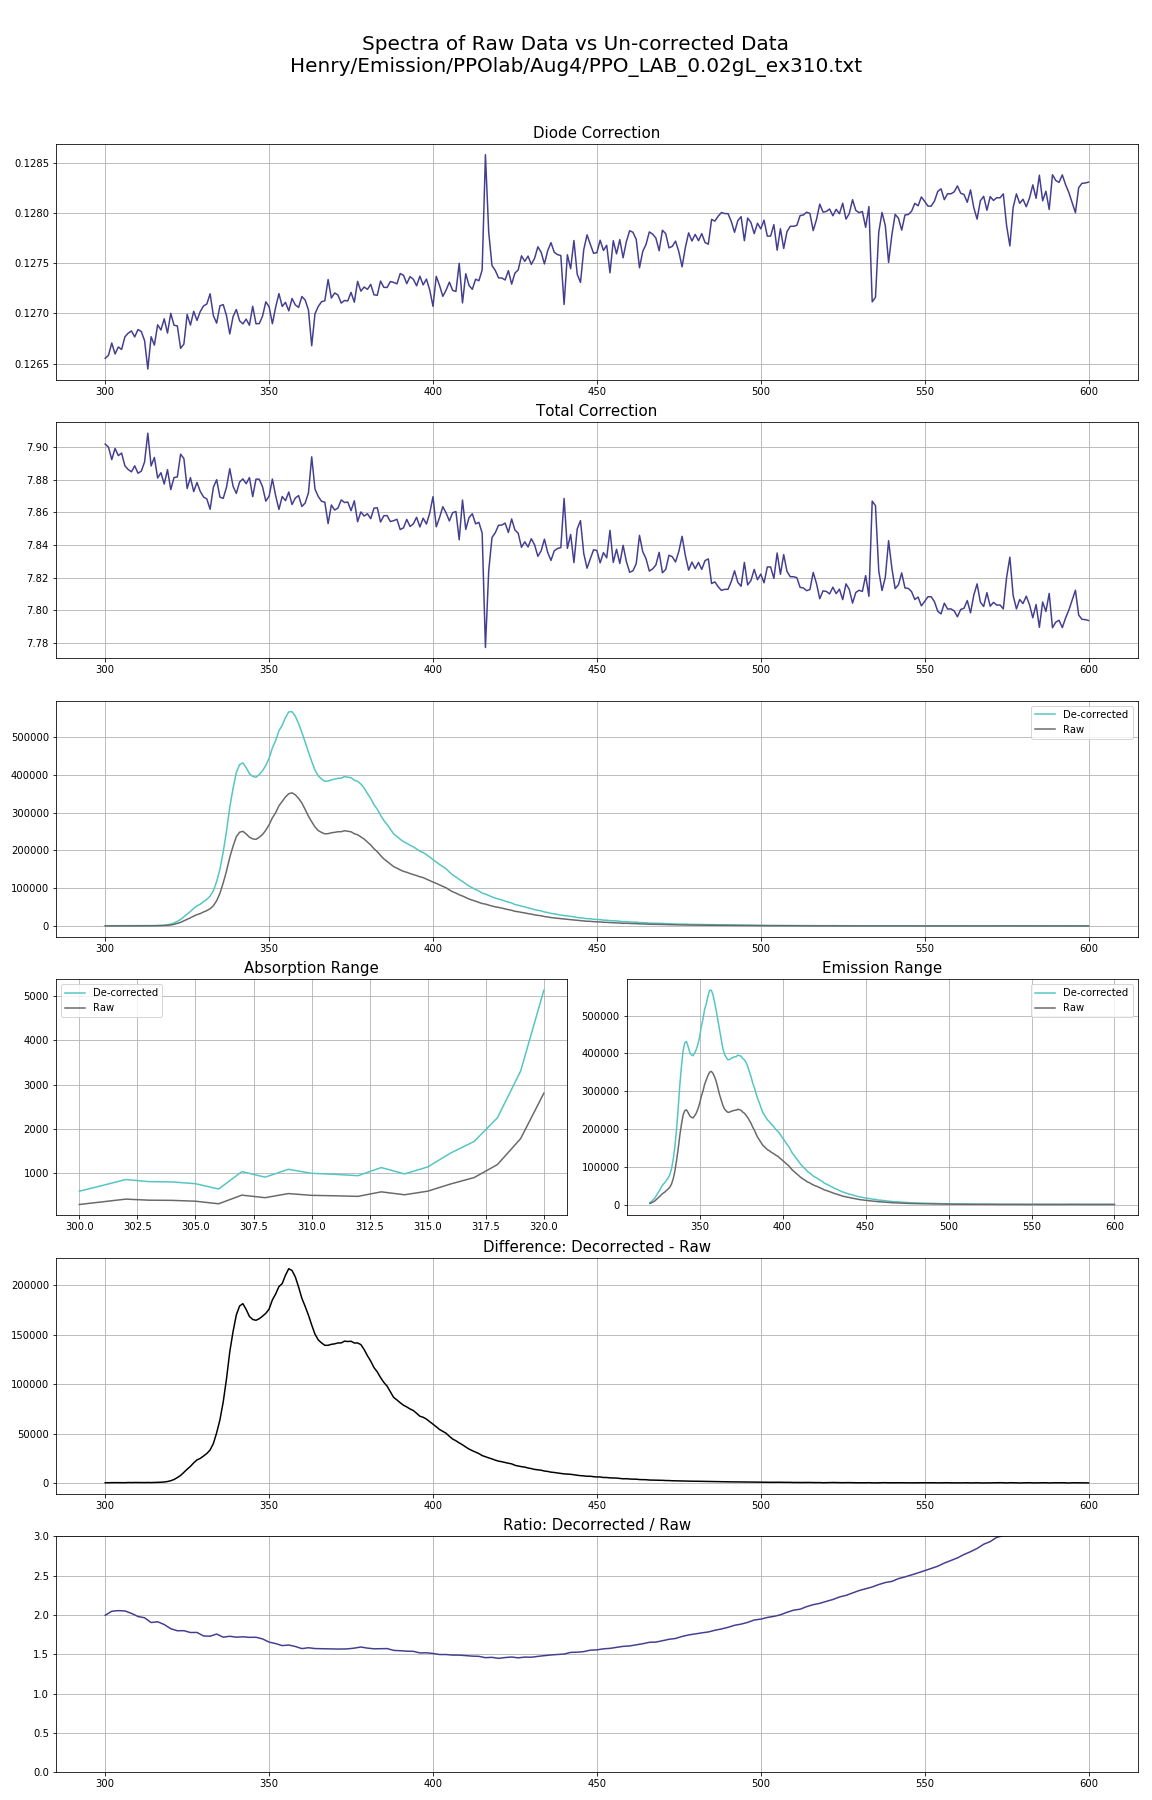 Spectra of Raw Data vs Un-corrected Data
Henry/Emission/PPOlab/Aug4/PPO_LAB_0.02gL_ex310.txt
Diode Correction
0.1285
0.1280
0.1275
0.1270
0.1265
300 350 400 450 500 550 600
Total Correction
7.90
7.88
7.86
7.84
7.82
7.80
7.78
300 350 400 450 500 550 600
De-corrected
Raw
500000
400000
300000
200000
100000
0
300 350 400 450 500 550 600
Absorption Range
De-corrected
Raw
5000
4000
3000
2000
1000
300.0 302.5 305.0 307.5 310.0 312.5 315.0 317.5 320.0
Emission Range
De-corrected
Raw
500000
400000
300000
200000
100000
0
350 400 450 500 550 600
Difference: Decorrected - Raw
200000
150000
100000
50000
0
300 350 400 450 500 550 600
Ratio: Decorrected / Raw
3.0
2.5
2.0
1.5
1.0
0.5
0.0
300 350 400 450 500 550 600